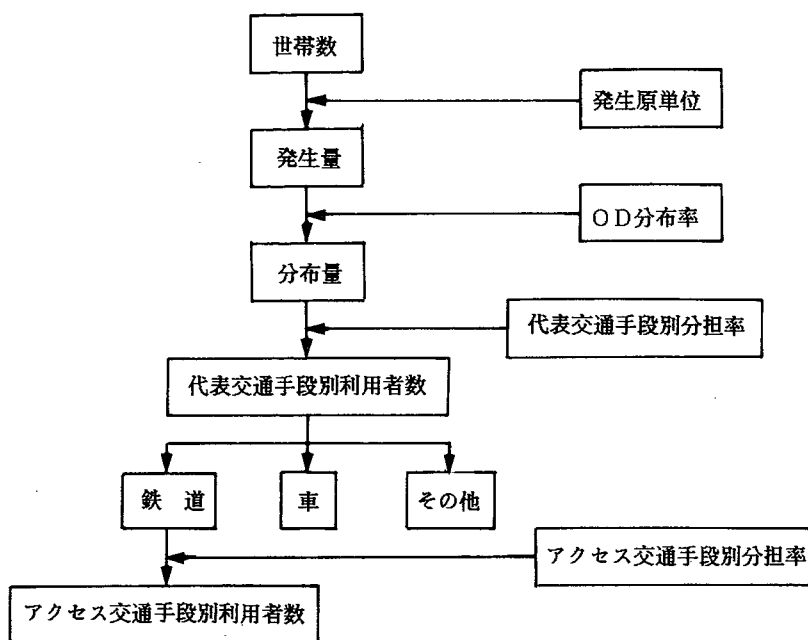 世帯数
発生原単位
発生量
OD分布率
分布量
代表交通手段別分担率
代表交通手段別利用者数
鉄 道
車
その他
アクセス交通手段別分担率
アクセス交通手段別利用者数